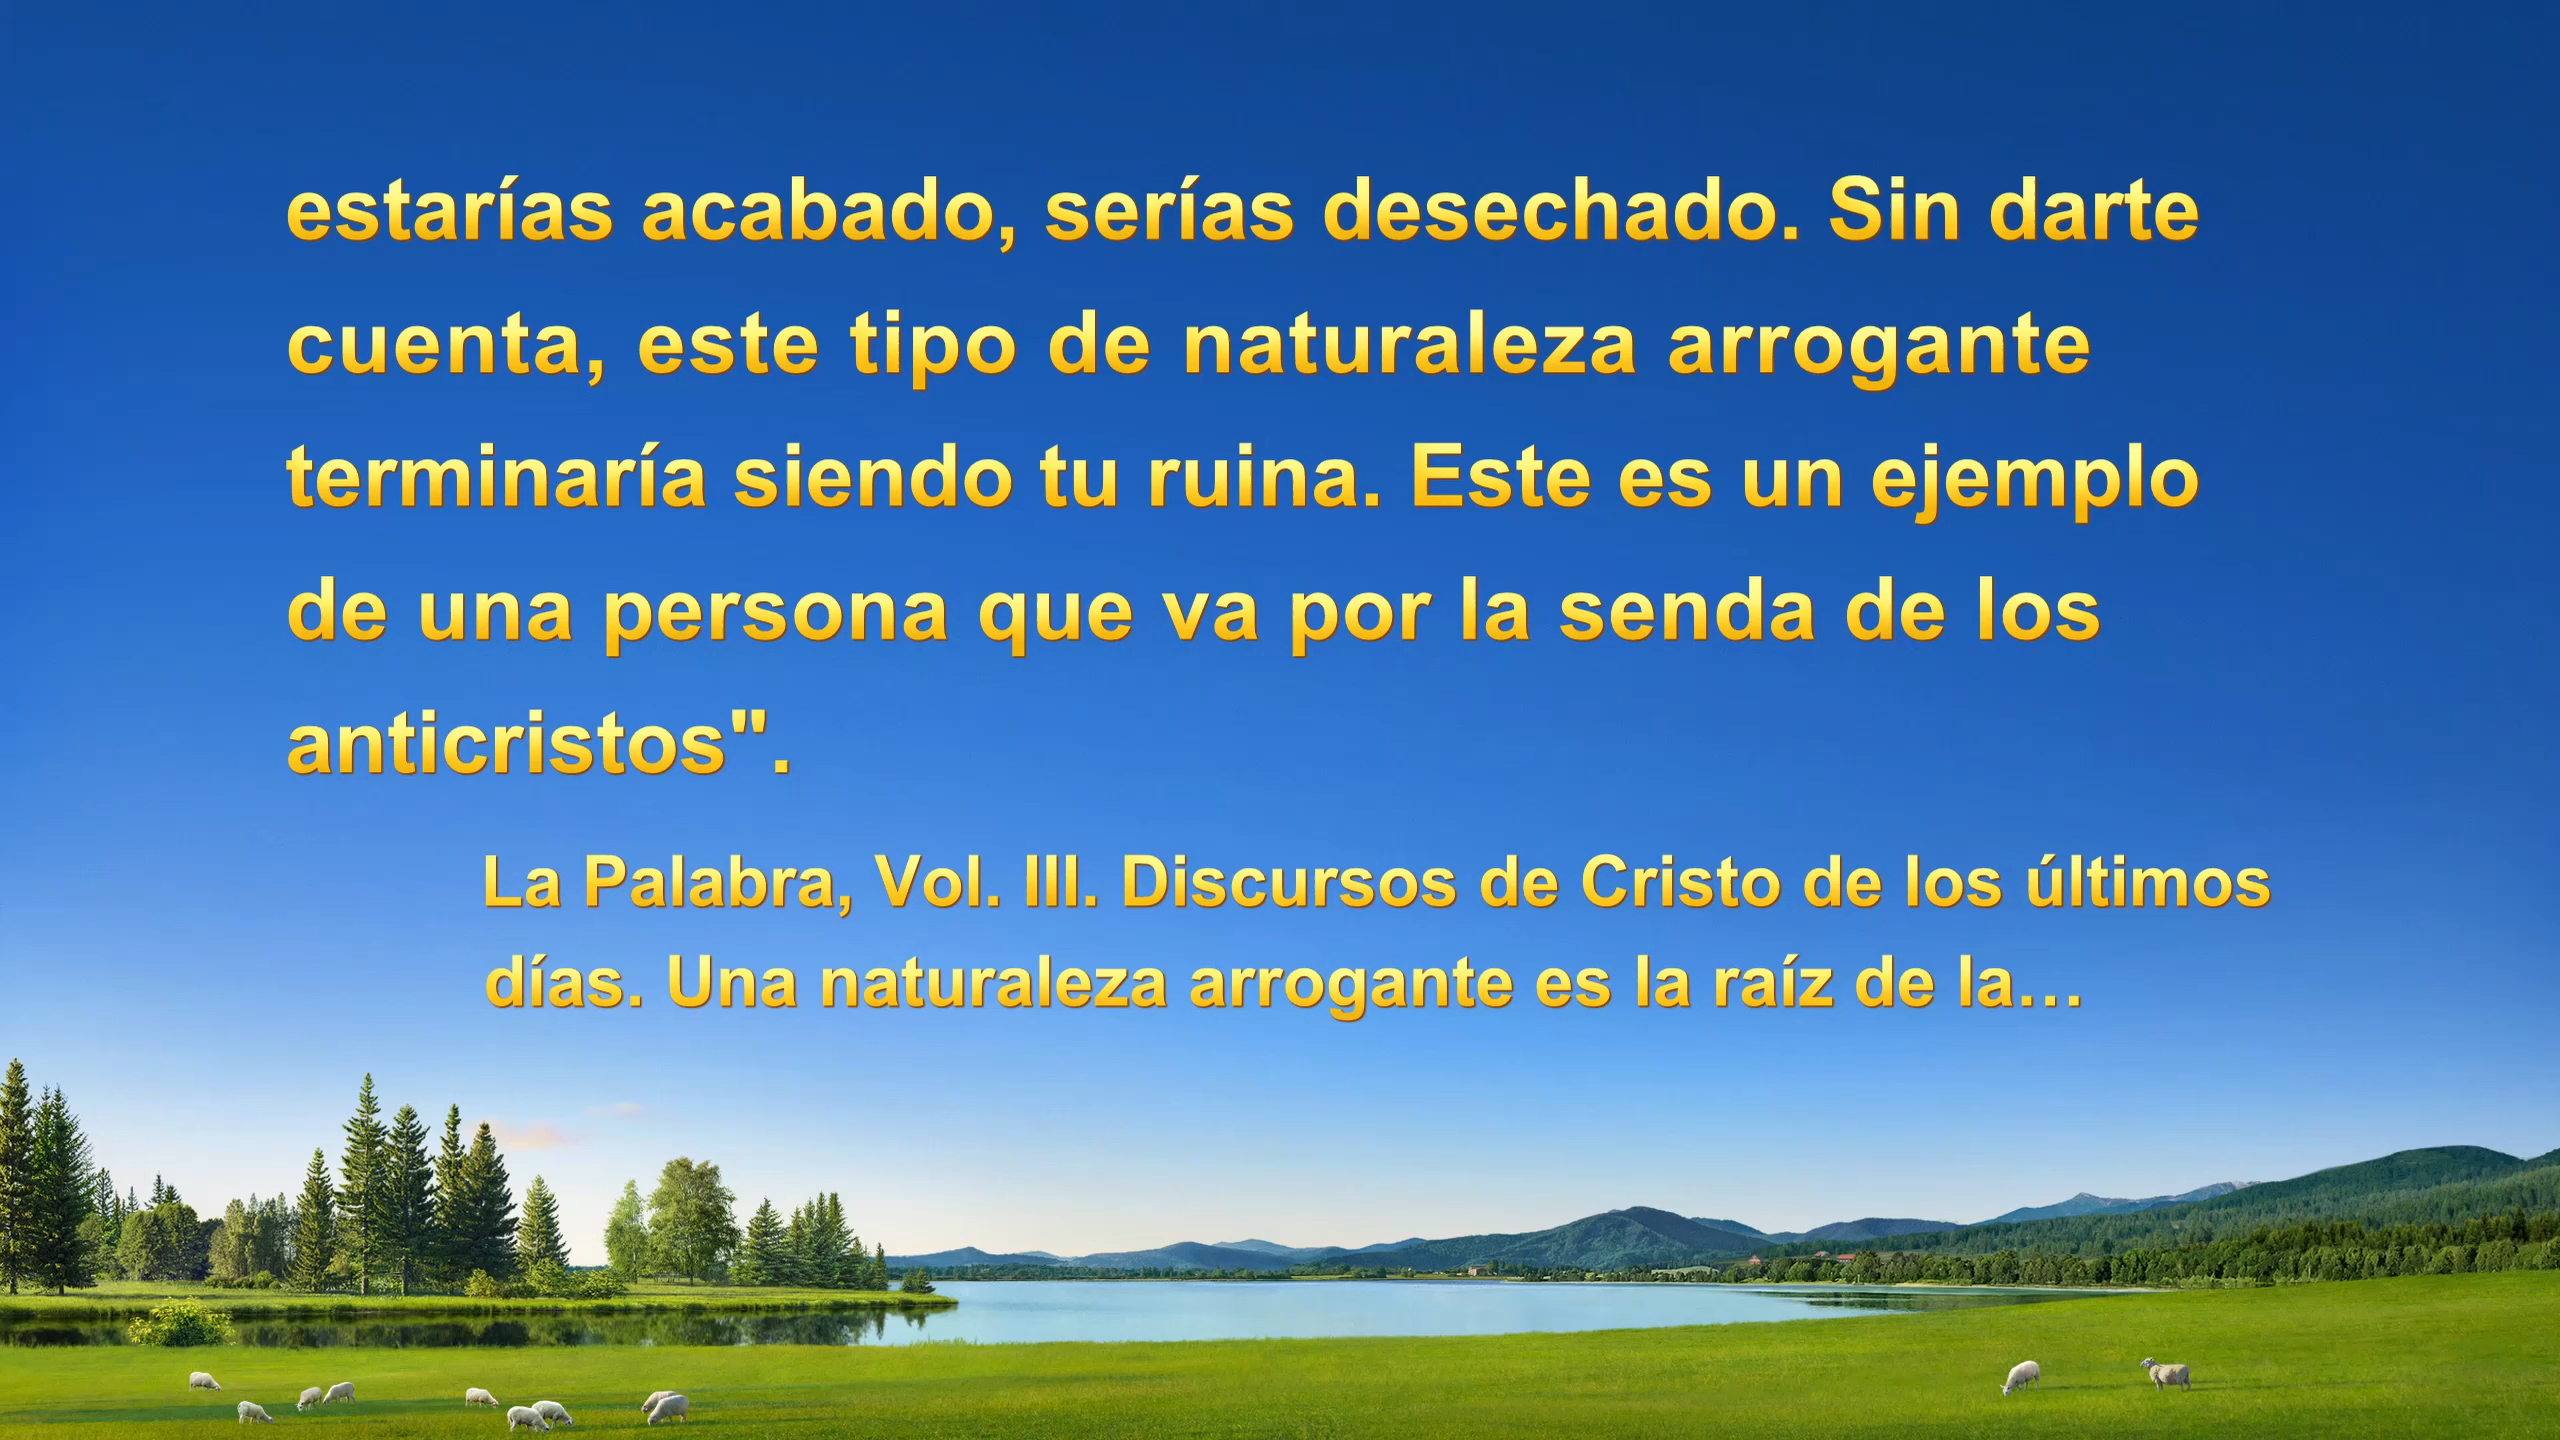 estarías acabado, serías desechado. Sin darte
cuenta, este tipo de naturaleza arrogante
terminaría siendo tu ruina. Este es un ejemplo
de una persona que va por la senda de los
anticristos".
La Palabra, Vol. III. Discursos de Cristo de los últimos
días. Una naturaleza arrogante es la raíz de la…